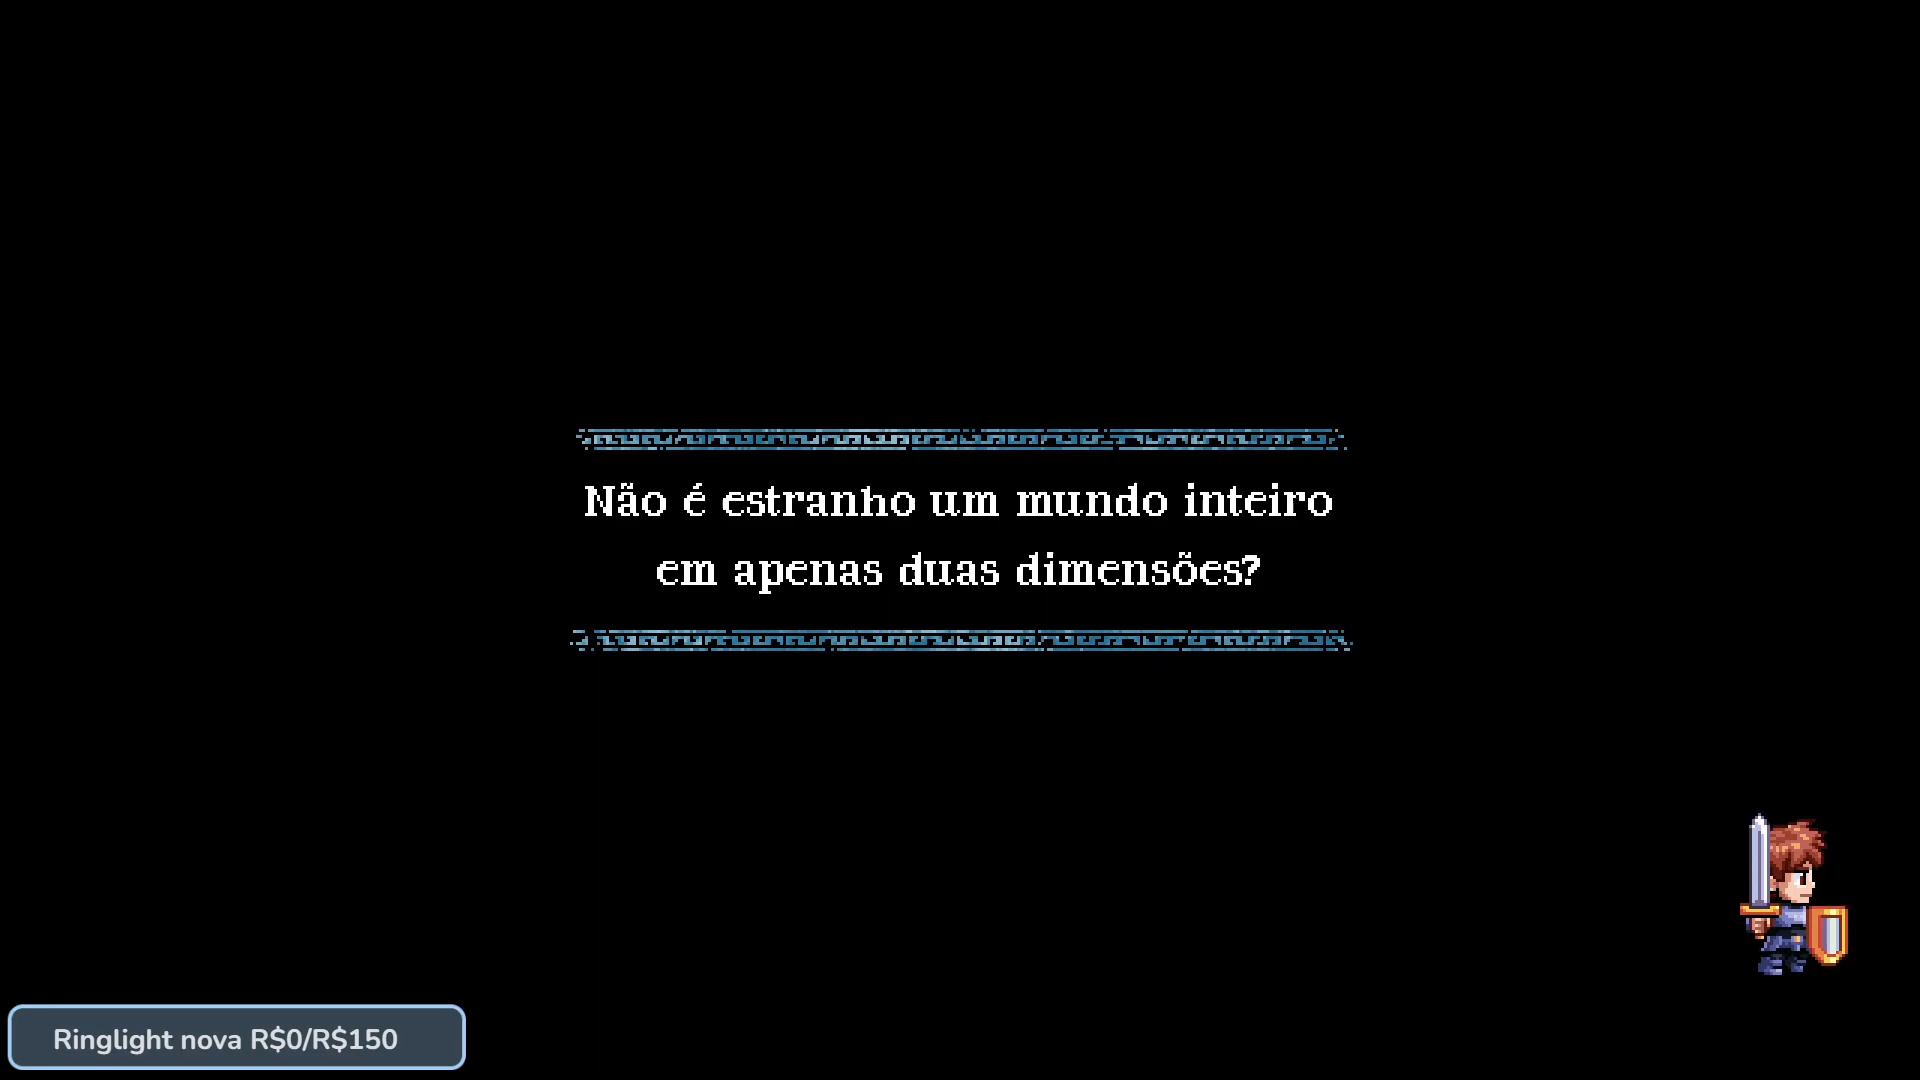 Não é estranho um mundo inteiro
em apenas duas dimensões?
Ringlight nova R$0/R$150